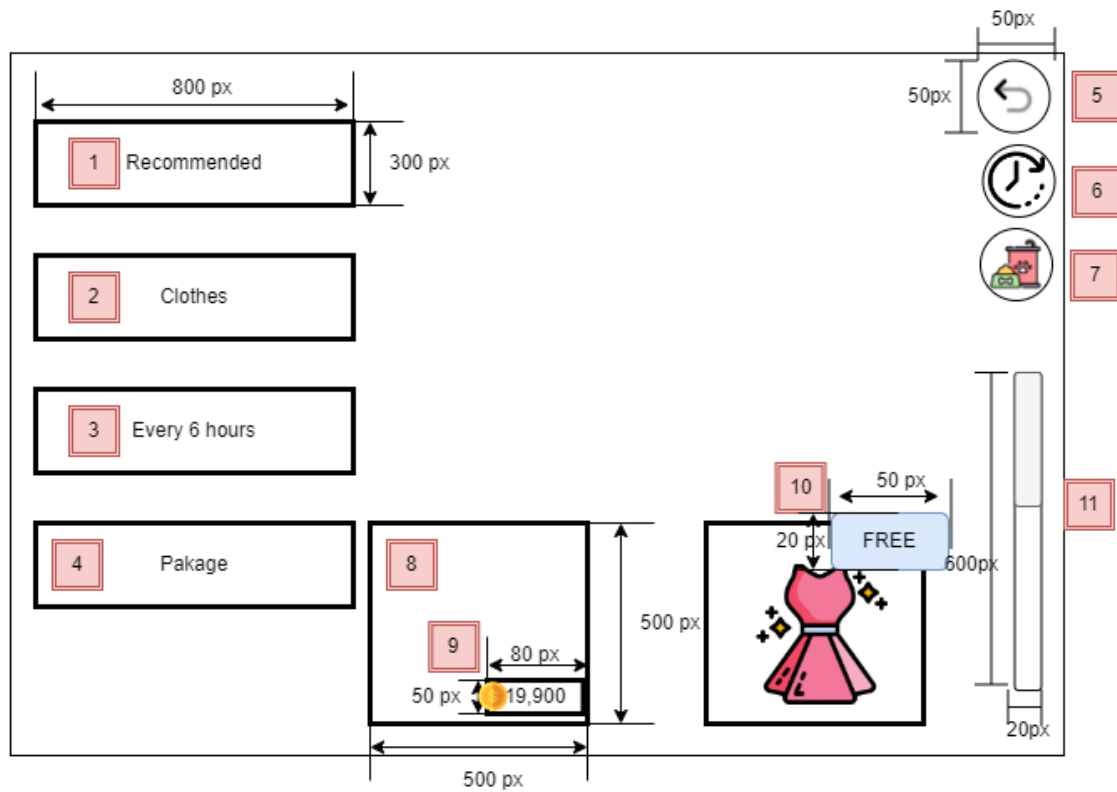 50px
800 px
50px
5
1 Recommended
300 px
6
2 Clothes
7
3 Every 6 hours
10
50 px
11
4 Pakage
8
20 px
FREE
600px
500 px
9
80 px
50 px
19,900
20px
500 px